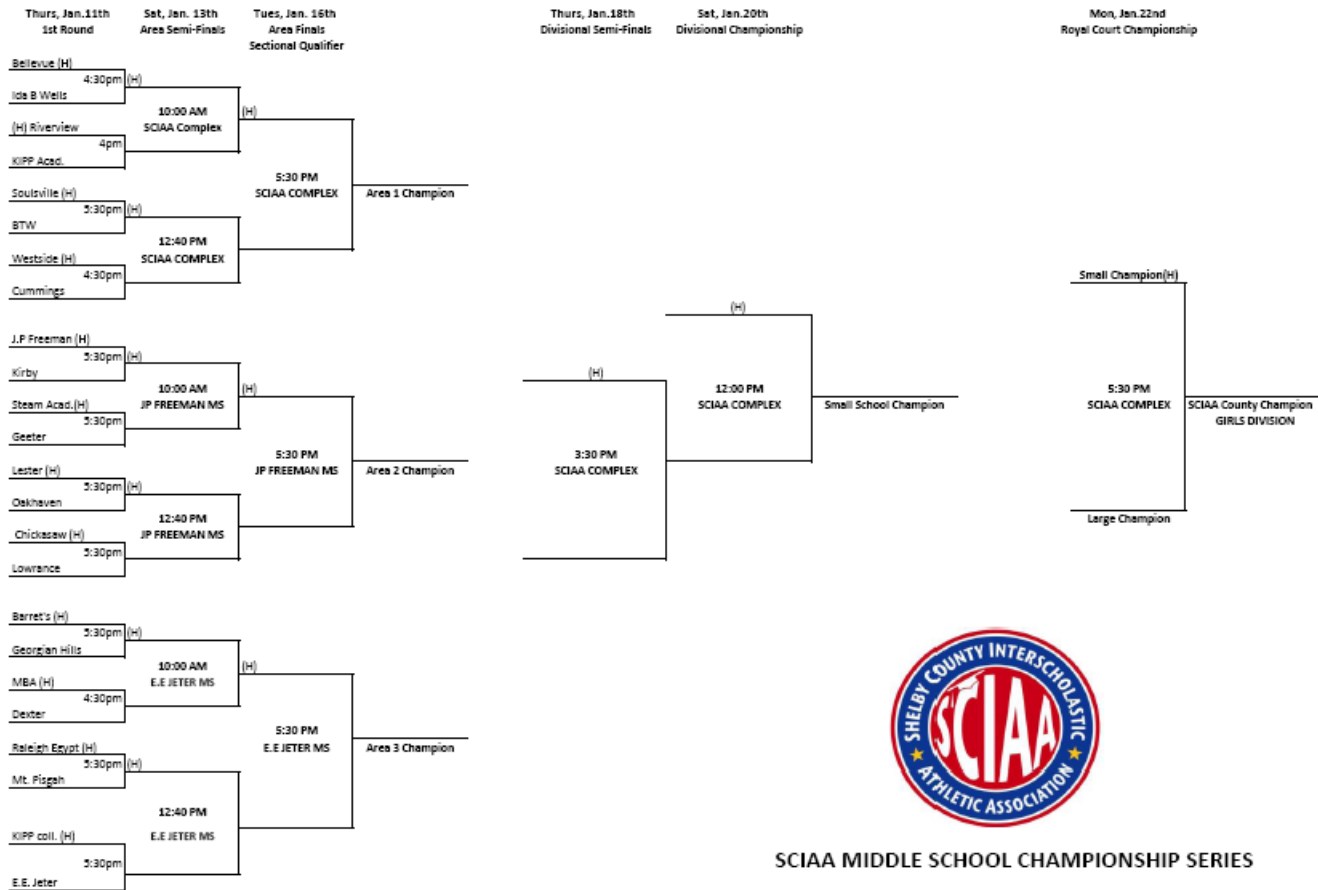 Thurs, Jan.11th
1st Round
Sat, Jan. 13th
Area Semi-Finals
Tues, Jan. 16th
Area Finals
Sectional Qualifier
Thurs, Jan.18th
Divisional Semi-Finals
Sat, Jan.20th
Divisional Championship
Mon, Jan.22nd
Royal Court Championship
Bellevue (H)
4:30pm (H)
Ida B Wells
10:00 AM
SCIAA Complex
(H)
(H) Riverview
4pm
KIPP Acad.
5:30 PM
SCIAA COMPLEX
Area 1 Champion
Soulsville (H)
5:30pm (H)
BTW
12:40 PM
SCIAA COMPLEX
Westside (H)
4:30pm
Cummings
J.P Freeman (H)
5:30pm (H)
Kirby
10:00 AM
JP FREEMAN MS
(H)
Steam Acad.(H)
5:30pm
Geeter
5:30 PM
JP FREEMAN MS
Area 2 Champion
Lester (H)
5:30pm (H)
Oakhaven
12:40 PM
JP FREEMAN MS
Chickasaw (H)
5:30pm
Lowrance
Barret's (H)
5:30pm (H)
Georgian Hills
10:00 AM
E.E JETER MS
(H)
MBA (H)
4:30pm
Dexter
5:30 PM
E.E JETER MS
Area 3 Champion
Raleigh Egypt (H)
5:30pm (H)
Mt. Pisgah
12:40 PM
E.E JETER MS
KIPP coll. (H)
5:30pm
E.E. Jeter
(H)
3:30 PM
SCIAA COMPLEX
(H)
12:00 PM
SCIAA COMPLEX
Small School Champion
Small Champion(H)
5:30 PM
SCIAA COMPLEX
SCIAA County Champion
GIRLS DIVISION
Large Champion
SHELBY COUNTY INTERSCHOLASTIC
SCIAA
ATHLETIC ASSOCIATION
SCIAA MIDDLE SCHOOL CHAMPIONSHIP SERIES